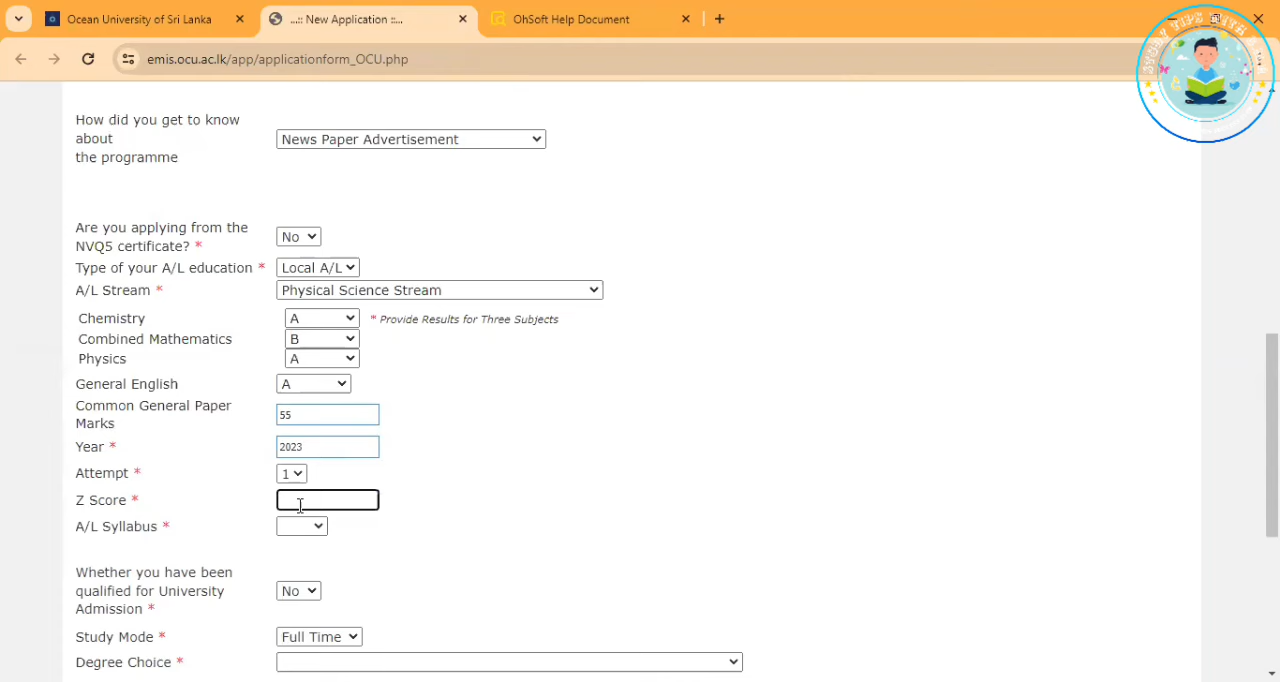 Ocean University of Sri Lanka
...:: New Application ::...
OhSoft Help Document
emis.ocu.ac.lk/app/applicationform_OCU.php
STUDY TIPS WITH
How did you get to know
about
the programme
News Paper Advertisement
Are you applying from the
NVQ5 certificate? *
No
Type of your A/L education *
Local A/L
A/L Stream *
Physical Science Stream
Chemistry
A
* Provide Results for Three Subjects
Combined Mathematics
B
Physics
A
General English
A
Common General Paper
Marks
55
Year *
2023
Attempt *
1
Z Score *
A/L Syllabus *
Whether you have been
qualified for University
Admission *
No
Study Mode *
Full Time
Degree Choice *